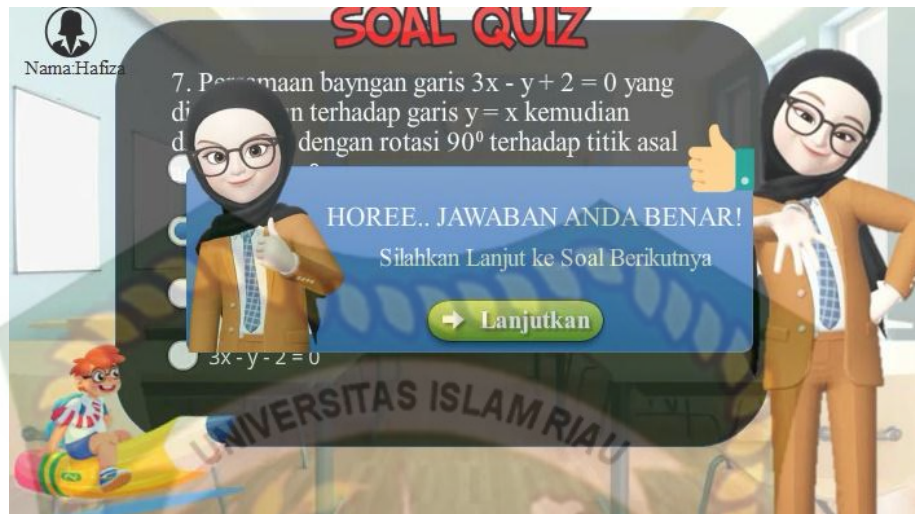 SOAL QUIZ
Nama:Hafiza
7. maan bayngan garis 3x - y + 2 = 0 yang
terhadap garis y = x kemudian
dengan rotasi 90⁰ terhadap titik asal
HOREE.. JAWABAN ANDA BENAR!
Silahkan Lanjut ke Soal Berikutnya
Lanjutkan
3x - y - 2 = 0
UNIVERSITAS ISLAM RIAU